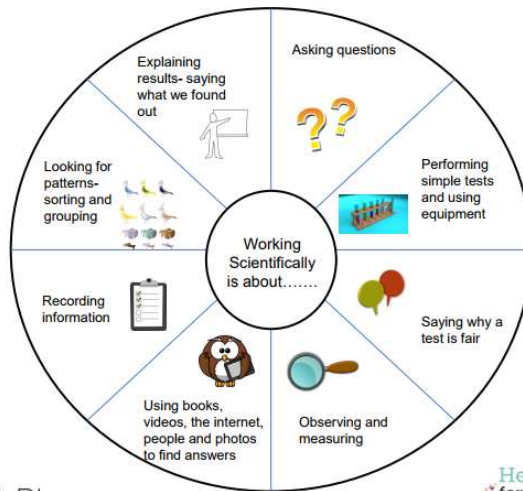 Asking questions
Performing
simple tests
and using
equipment
Saying why a
test is fair
Observing and
measuring
Using books,
videos, the internet,
people and photos
to find answers
Recording
information
Looking for
patterns-
sorting and
grouping
Explaining
results- saying
what we found
out
Working
Scientifically
is about.......